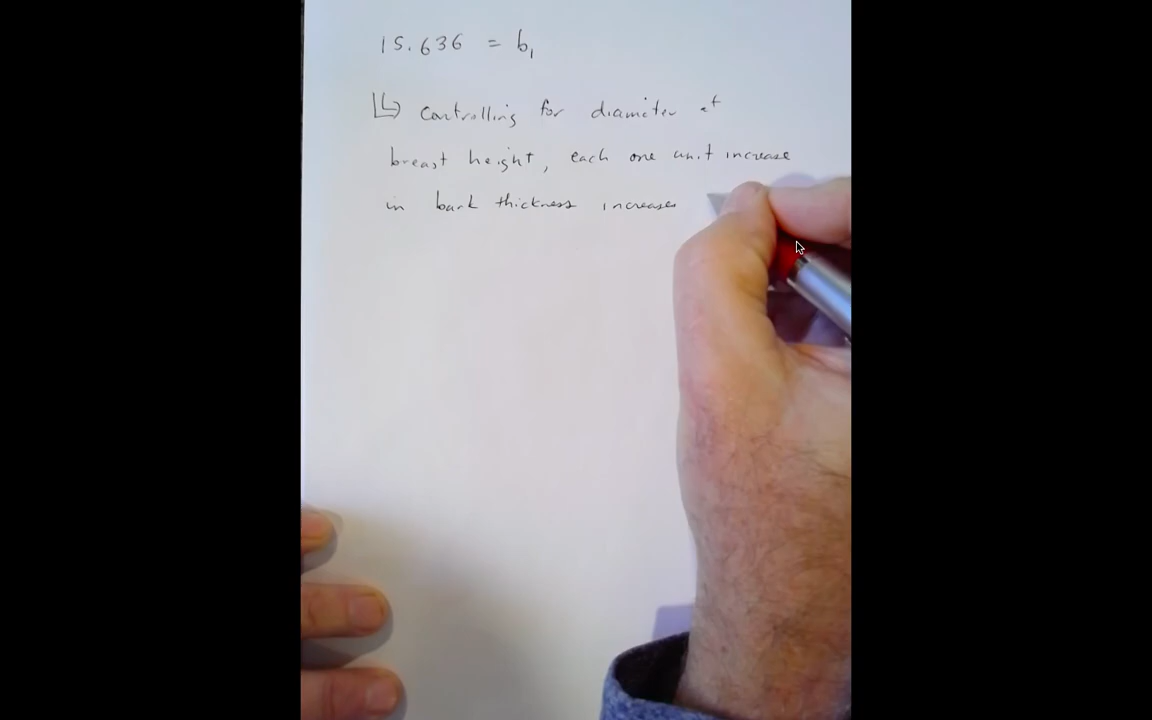 15.636 = b₁
↳ Controlling for diameter at
breast height, each one unit increase
in bark thickness increases